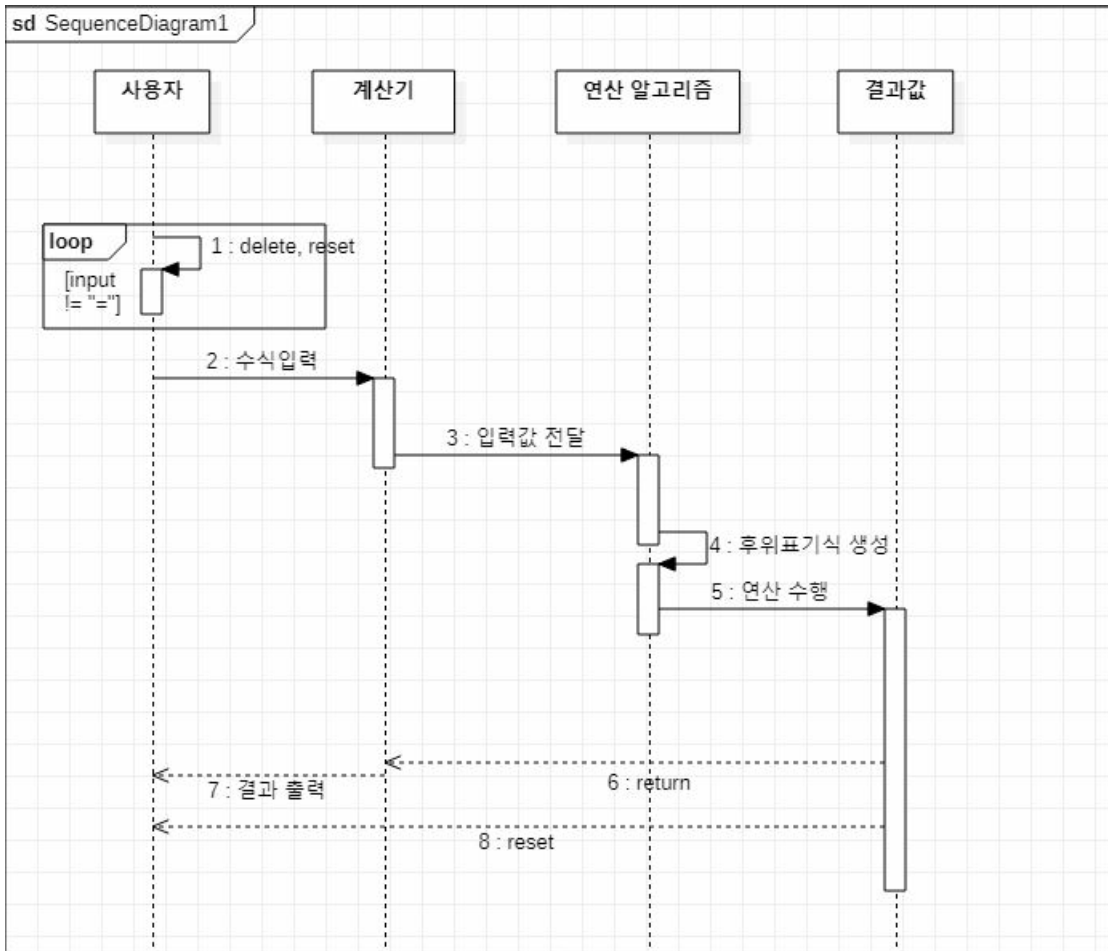 sd SequenceDiagram1
사용자
계산기
연산 알고리즘
결과값
loop
1 : delete, reset
[input
!= "="]
2 : 수식입력
3 : 입력값 전달
4 : 후위표기식 생성
5 : 연산 수행
6 : return
7 : 결과 출력
8 : reset